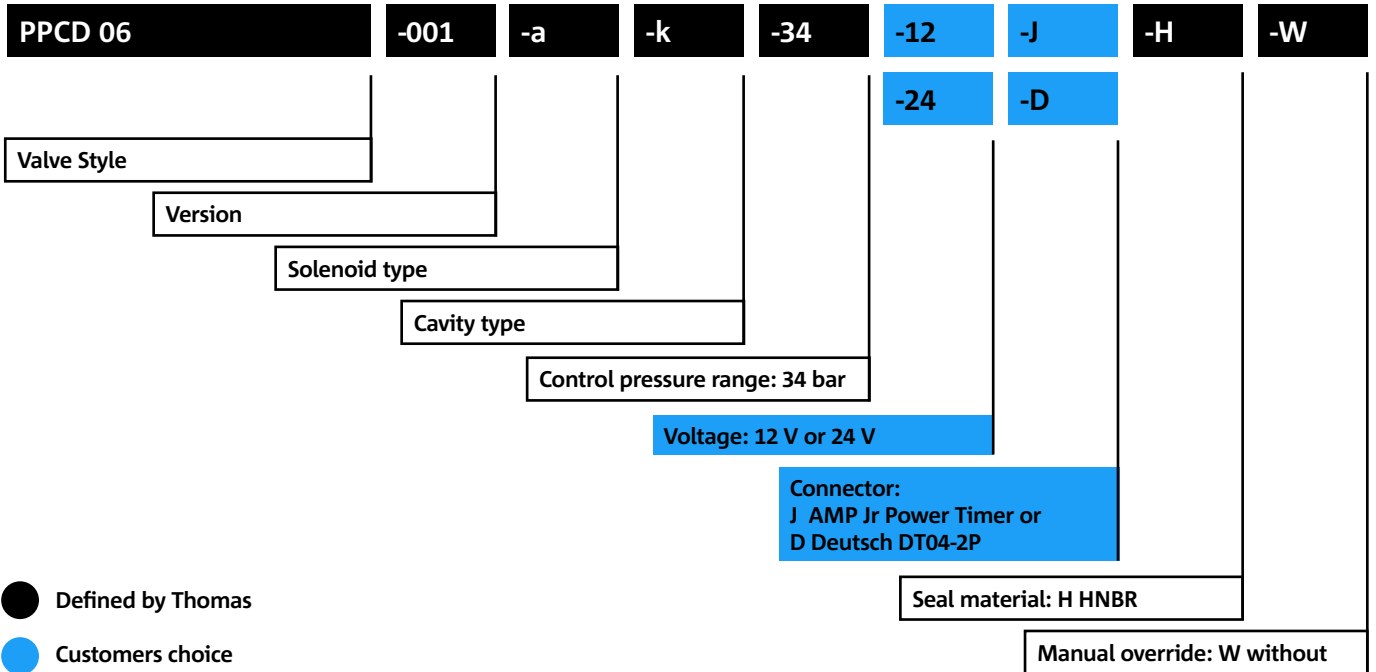 PPCD 06 -001 -a -k -34 -12 -J -H -W
-24 -D
Valve Style
Version
Solenoid type
Cavity type
Control pressure range: 34 bar
Voltage: 12 V or 24 V
Connector:
J AMP Jr Power Timer or
D Deutsch DT04-2P
Defined by Thomas
Seal material: H HNBR
Customers choice
Manual override: W without